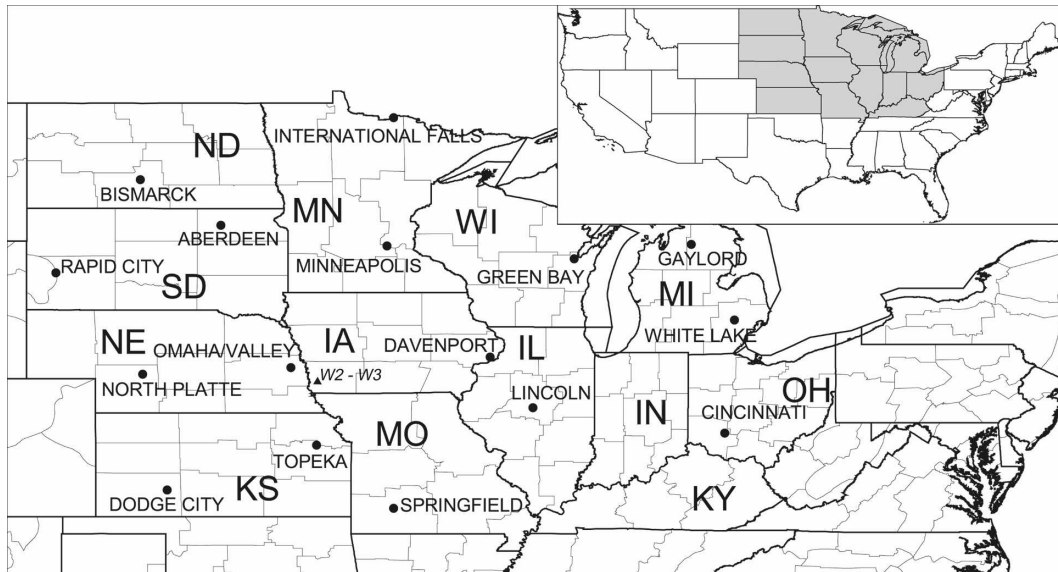 INTERNATIONAL FALLS
ND
BISMARCK
MN
WI
ABERDEEN
MINNEAPOLIS
GREEN BAY
GAYLORD
RAPID CITY
SD
MI
WHITE LAKE
NE
OMAHA/VALLEY
IA
DAVENPORT
IL
NORTH PLATTE
W2 - W3
LINCOLN
OH
IN
CINCINNATI
MO
TOPEKA
KS
KY
DODGE CITY
SPRINGFIELD